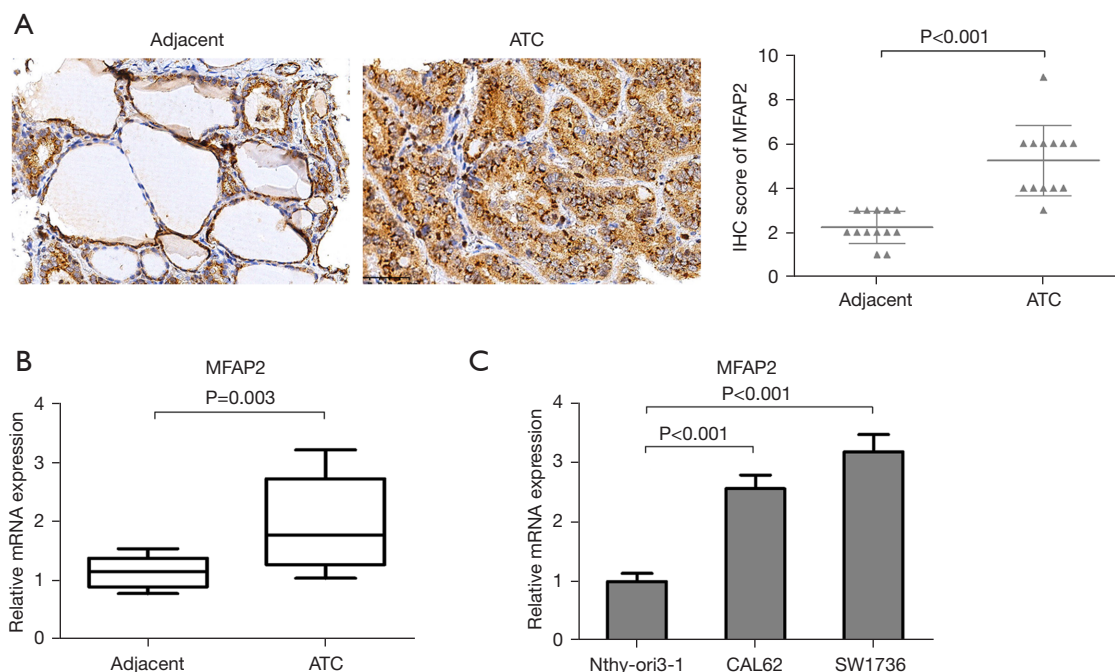 A
Adjacent
ATC
P<0.001
IHC score of MFAP2
10
8
6
4
2
0
Adjacent
ATC
B
MFAP2
P=0.003
Relative mRNA expression
4
3
2
1
0
Adjacent
ATC
C
MFAP2
P<0.001
P<0.001
Relative mRNA expression
4
3
2
1
0
Nthy-ori3-1
CAL62
SW1736